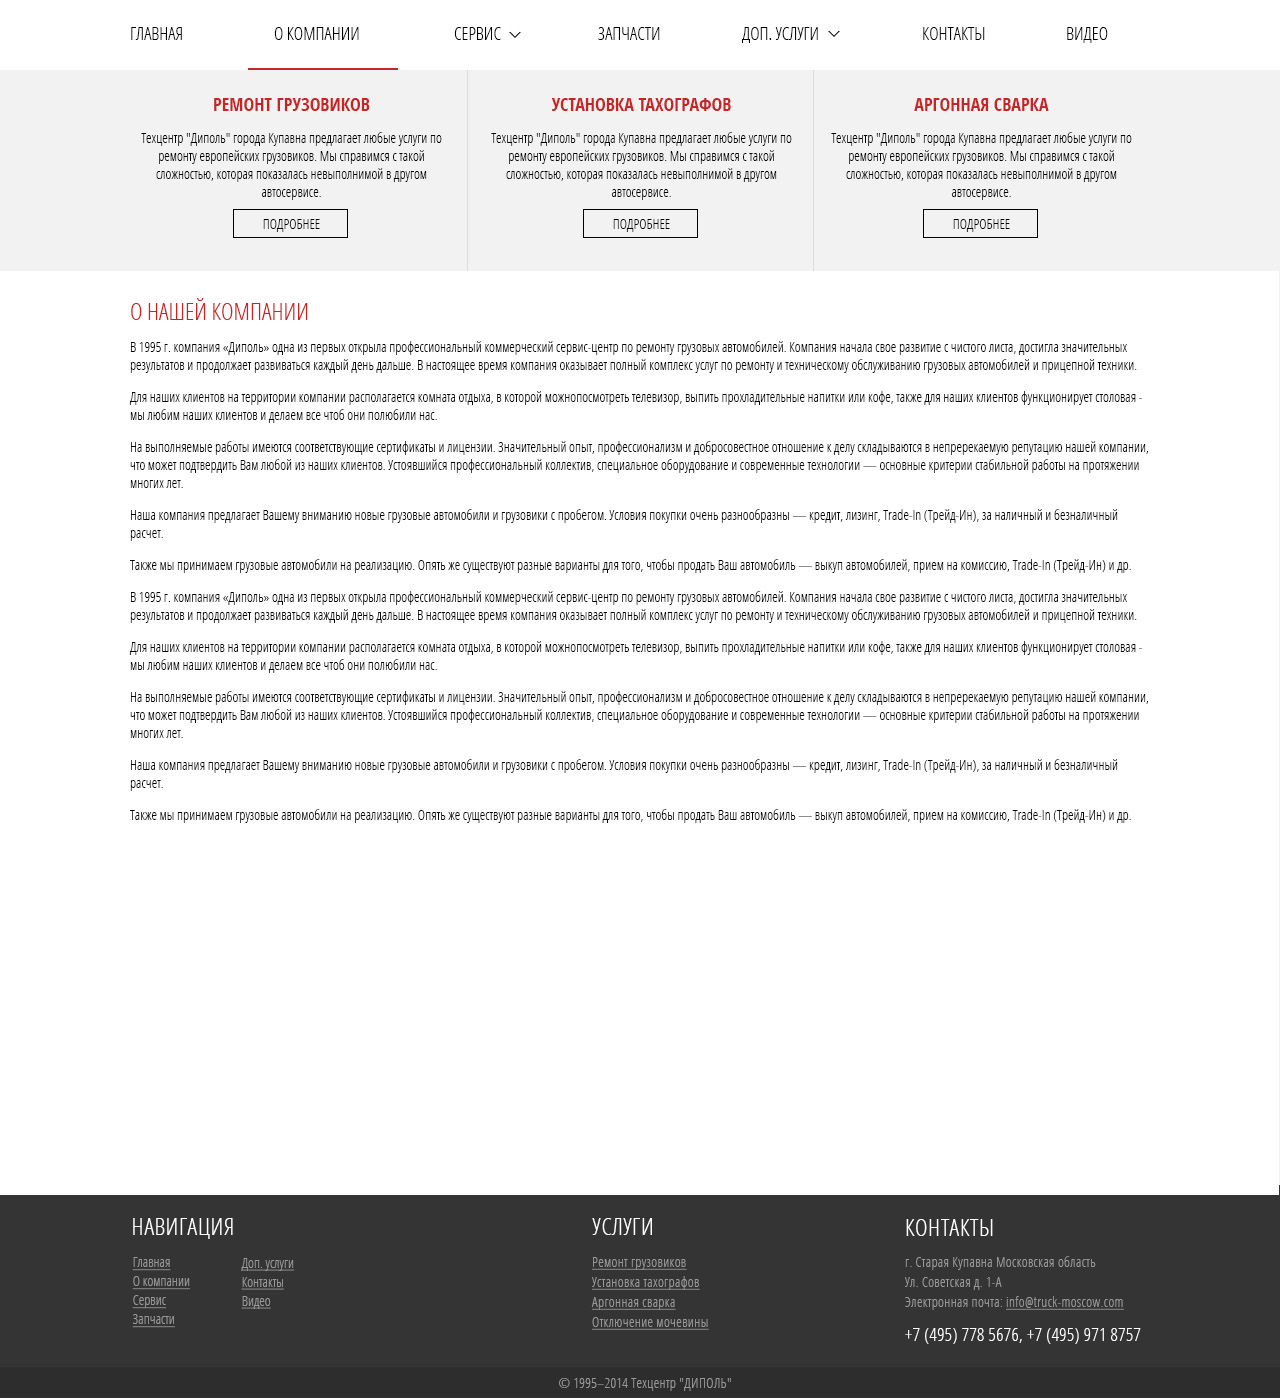 ГЛАВНАЯ О КОМПАНИИ СЕРВИС ЗАПЧАСТИ ДОП. УСЛУГИ КОНТАКТЫ ВИДЕО
РЕМОНТ ГРУЗОВИКОВ
Техцентр "Диполь" города Купавна предлагает любые услуги по
ремонту европейских грузовиков. Мы справимся с такой
сложностью, которая показалась невыполнимой в другом
автосервисе.
ПОДРОБНЕЕ
УСТАНОВКА ТАХОГРАФОВ
Техцентр "Диполь" города Купавна предлагает любые услуги по
ремонту европейских грузовиков. Мы справимся с такой
сложностью, которая показалась невыполнимой в другом
автосервисе.
ПОДРОБНЕЕ
АРГОННАЯ СВАРКА
Техцентр "Диполь" города Купавна предлагает любые услуги по
ремонту европейских грузовиков. Мы справимся с такой
сложностью, которая показалась невыполнимой в другом
автосервисе.
ПОДРОБНЕЕ
О НАШЕЙ КОМПАНИИ
В 1995 г. компания «Диполь» одна из первых открыла профессиональный коммерческий сервис-центр по ремонту грузовых автомобилей. Компания начала свое развитие с чистого листа, достигла значительных
результатов и продолжает развиваться каждый день дальше. В настоящее время компания оказывает полный комплекс услуг по ремонту и техническому обслуживанию грузовых автомобилей и прицепной техники.
Для наших клиентов на территории компании располагается комната отдыха, в которой можнопосмотреть телевизор, выпить прохладительные напитки или кофе, также для наших клиентов функционирует столовая -
мы любим наших клиентов и делаем все чтоб они полюбили нас.
На выполняемые работы имеются соответствующие сертификаты и лицензии. Значительный опыт, профессионализм и добросовестное отношение к делу складываются в непререкаемую репутацию нашей компании,
что может подтвердить Вам любой из наших клиентов. Устоявшийся профессиональный коллектив, специальное оборудование и современные технологии — основные критерии стабильной работы на протяжении
многих лет.
Наша компания предлагает Вашему вниманию новые грузовые автомобили и грузовики с пробегом. Условия покупки очень разнообразны — кредит, лизинг, Trade-In (Трейд-Ин), за наличный и безналичный
расчет.
Также мы принимаем грузовые автомобили на реализацию. Опять же существуют разные варианты для того, чтобы продать Ваш автомобиль — выкуп автомобилей, прием на комиссию, Trade-In (Трейд-Ин) и др.
В 1995 г. компания «Диполь» одна из первых открыла профессиональный коммерческий сервис-центр по ремонту грузовых автомобилей. Компания начала свое развитие с чистого листа, достигла значительных
результатов и продолжает развиваться каждый день дальше. В настоящее время компания оказывает полный комплекс услуг по ремонту и техническому обслуживанию грузовых автомобилей и прицепной техники.
Для наших клиентов на территории компании располагается комната отдыха, в которой можнопосмотреть телевизор, выпить прохладительные напитки или кофе, также для наших клиентов функционирует столовая -
мы любим наших клиентов и делаем все чтоб они полюбили нас.
На выполняемые работы имеются соответствующие сертификаты и лицензии. Значительный опыт, профессионализм и добросовестное отношение к делу складываются в непререкаемую репутацию нашей компании,
что может подтвердить Вам любой из наших клиентов. Устоявшийся профессиональный коллектив, специальное оборудование и современные технологии — основные критерии стабильной работы на протяжении
многих лет.
Наша компания предлагает Вашему вниманию новые грузовые автомобили и грузовики с пробегом. Условия покупки очень разнообразны — кредит, лизинг, Trade-In (Трейд-Ин), за наличный и безналичный
расчет.
Также мы принимаем грузовые автомобили на реализацию. Опять же существуют разные варианты для того, чтобы продать Ваш автомобиль — выкуп автомобилей, прием на комиссию, Trade-In (Трейд-Ин) и др.
НАВИГАЦИЯ
Главная
О компании
Сервис
Запчасти
Доп. услуги
Контакты
Видео
УСЛУГИ
Ремонт грузовиков
Установка тахографов
Аргонная сварка
Отключение мочевины
КОНТАКТЫ
г. Старая Купавна Московская область
Ул. Советская д. 1-А
Электронная почта: info@truck-moscow.com
+7 (495) 778 5676, +7 (495) 971 8757
© 1995–2014 Техцентр "ДИПОЛЬ"